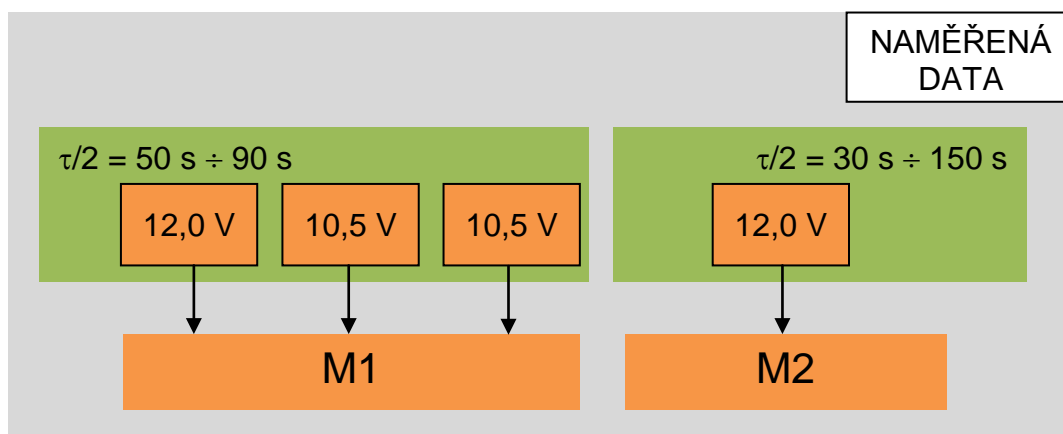 NAMĚŘENÁ
DATA
τ/2 = 50 s ÷ 90 s
12,0 V
10,5 V
10,5 V
M1
τ/2 = 30 s ÷ 150 s
12,0 V
M2